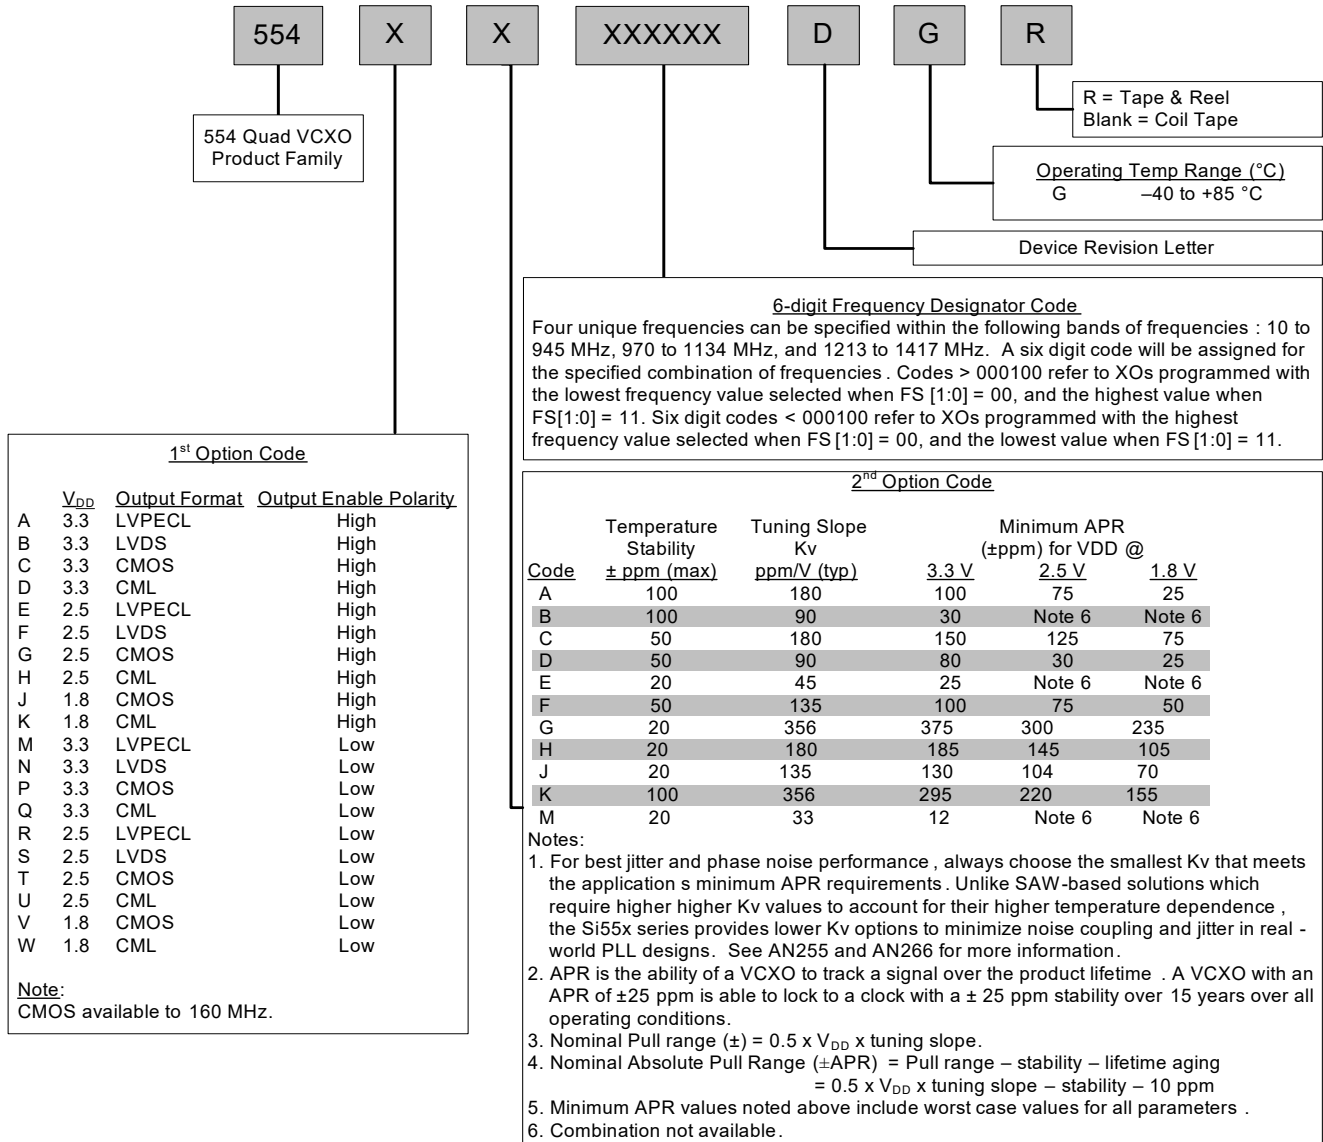 554 X X XXXXXX D G R
R = Tape & Reel
Blank = Coil Tape
554 Quad VCXO
Product Family
Operating Temp Range (°C)
G –40 to +85 °C
Device Revision Letter
6-digit Frequency Designator Code
Four unique frequencies can be specified within the following bands of frequencies : 10 to
945 MHz, 970 to 1134 MHz, and 1213 to 1417 MHz. A six digit code will be assigned for
the specified combination of frequencies . Codes > 000100 refer to XOs programmed with
the lowest frequency value selected when FS [1:0] = 00, and the highest value when
FS[1:0] = 11. Six digit codes < 000100 refer to XOs programmed with the highest
frequency value selected when FS [1:0] = 00, and the lowest value when FS [1:0] = 11.
1st Option Code
VDD Output Format Output Enable Polarity
A 3.3 LVPECL High
B 3.3 LVDS High
C 3.3 CMOS High
D 3.3 CML High
E 2.5 LVPECL High
F 2.5 LVDS High
G 2.5 CMOS High
H 2.5 CML High
J 1.8 CMOS High
K 1.8 CML High
M 3.3 LVPECL Low
N 3.3 LVDS Low
P 3.3 CMOS Low
Q 3.3 CML Low
R 2.5 LVPECL Low
S 2.5 LVDS Low
T 2.5 CMOS Low
U 2.5 CML Low
V 1.8 CMOS Low
W 1.8 CML Low
Note:
CMOS available to 160 MHz.
2nd Option Code
Temperature Tuning Slope Minimum APR
Stability Kv (±ppm) for VDD @
Code ± ppm (max) ppm/V (typ) 3.3 V 2.5 V 1.8 V
A 100 180 100 75 25
B 100 90 30 Note 6 Note 6
C 50 180 150 125 75
D 50 90 80 30 25
E 20 45 25 Note 6 Note 6
F 50 135 100 75 50
G 20 356 375 300 235
H 20 180 185 145 105
J 20 135 130 104 70
K 100 356 295 220 155
M 20 33 12 Note 6 Note 6
Notes:
1. For best jitter and phase noise performance , always choose the smallest Kv that meets
the application s minimum APR requirements . Unlike SAW-based solutions which
require higher higher Kv values to account for their higher temperature dependence ,
the Si55x series provides lower Kv options to minimize noise coupling and jitter in real -
world PLL designs. See AN255 and AN266 for more information.
2. APR is the ability of a VCXO to track a signal over the product lifetime . A VCXO with an
APR of ±25 ppm is able to lock to a clock with a ± 25 ppm stability over 15 years over all
operating conditions.
3. Nominal Pull range (±) = 0.5 x VDD x tuning slope.
4. Nominal Absolute Pull Range (±APR) = Pull range – stability – lifetime aging
= 0.5 x VDD x tuning slope – stability – 10 ppm
5. Minimum APR values noted above include worst case values for all parameters .
6. Combination not available.